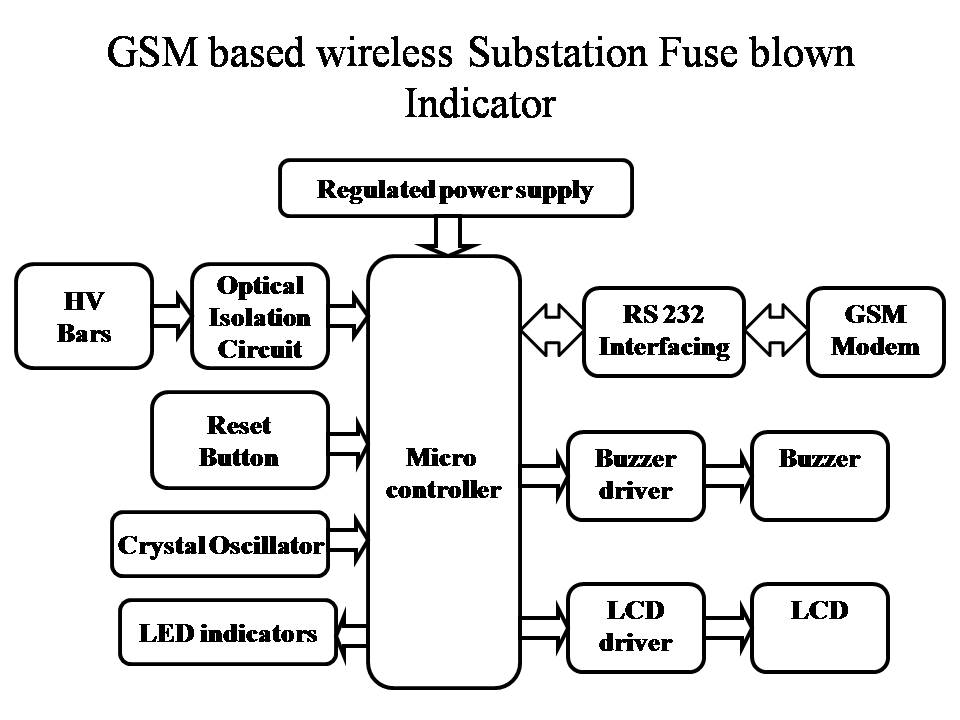 GSM based wireless Substation Fuse blown
Indicator
Regulated power supply
HV
Bars
Optical
Isolation
Circuit
RS 232
Interfacing
GSM
Modem
Reset
Button
Micro
controller
Buzzer
driver
Buzzer
Crystal Oscillator
LED indicators
LCD
driver
LCD